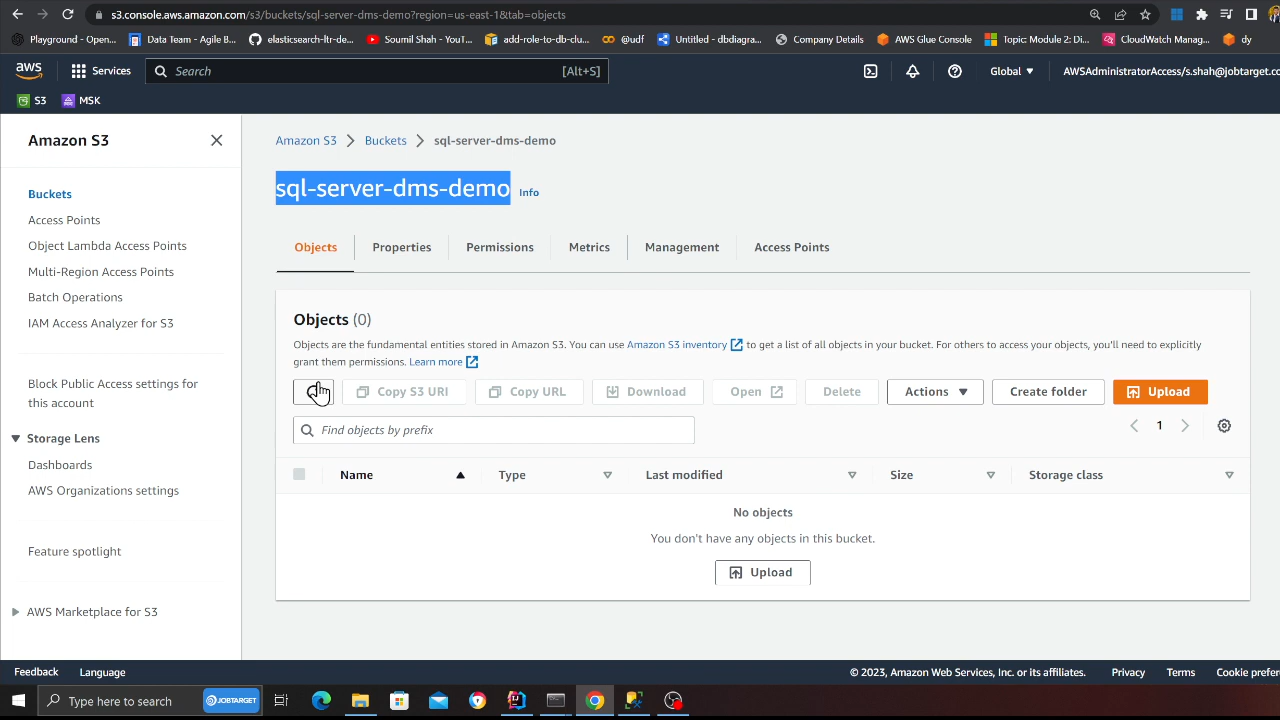 s3.console.aws.amazon.com/s3/buckets/sql-server-dms-demo?region=us-east-1&tab=objects
Playground - Open... Data Team - Agile B... elasticsearch-ltr-de... Soumil Shah - YouT... add-role-to-db-clu... @udf Untitled - dbdiagra... Company Details AWS Glue Console Topic Module 2_Di... CloudWatch Manag... dy
aws Services Search [Alt+S] Global AWSAdministratorAccess/s.shah@jobtarget.co
S3 MSK
Amazon S3
Buckets
Access Points
Object Lambda Access Points
Multi-Region Access Points
Batch Operations
IAM Access Analyzer for S3
Block Public Access settings for
this account
Storage Lens
Dashboards
AWS Organizations settings
Feature spotlight
AWS Marketplace for S3
Amazon S3 Buckets sql-server-dms-demo
sql-server-dms-demo Info
Objects Properties Permissions Metrics Management Access Points
Objects (0)
Objects are the fundamental entities stored in Amazon S3. You can use Amazon S3 inventory to get a list of all objects in your bucket. For others to access your objects, you'll need to explicitly
grant them permissions. Learn more
Copy S3 URI Copy URL Download Open Delete Actions Create folder Upload
Find objects by prefix 1
Name Type Last modified Size Storage class
No objects
You don't have any objects in this bucket.
Upload
Feedback Language © 2023, Amazon Web Services, Inc. or its affiliates. Privacy Terms Cookie prefer
Type here to search JOBTARGET